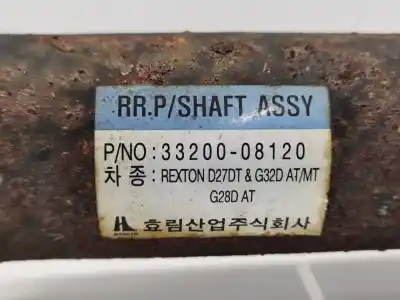 RR.P/SHAFT ASSY
P/NO : 33200-08120
차 종 : REXTON D27DT & G32D AT/MT
G28D AT
효림산업주식회사